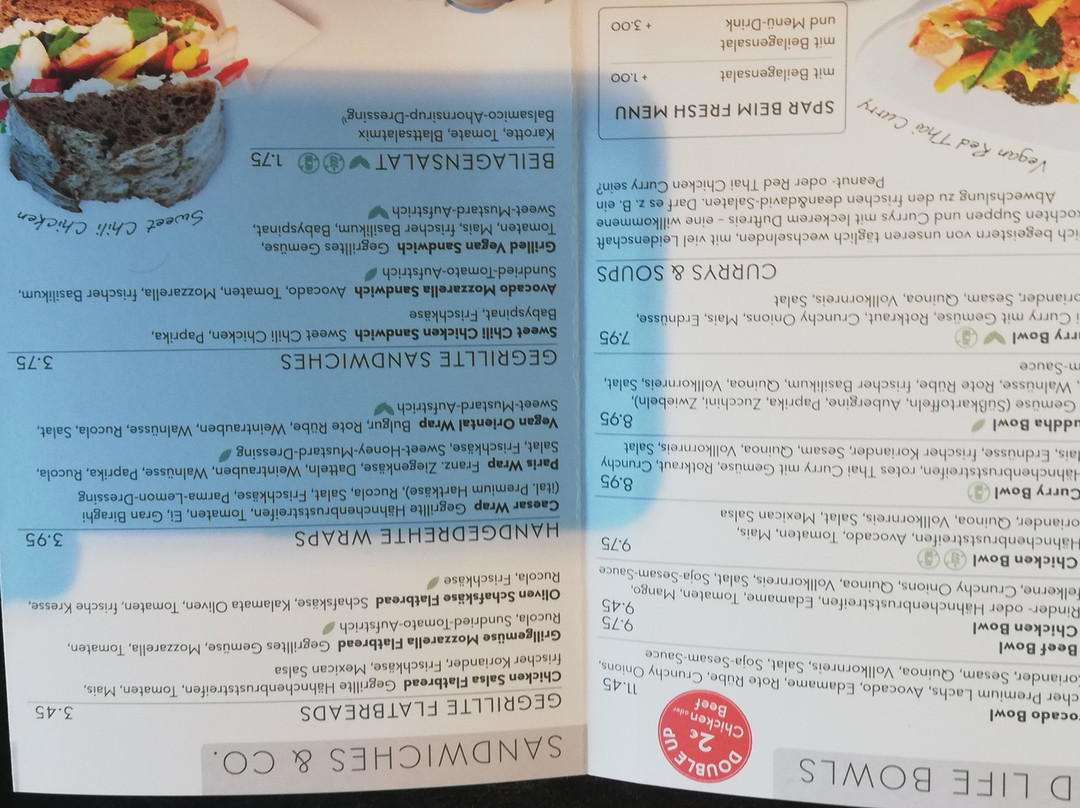 D LIFE BOWLS
DOUBLE UP
2€
Chicken oder
Beef
ocado Bowl 11.45
cher Premium Lachs, Avocado, Edamame, Rote Rübe, Crunchy Onions,
Koriander, Sesam, Quinoa, Vollkornreis, Salat, Soja-Sesam-Sauce
Beef Bowl 9.75
Chicken Bowl 9.45
Rinder- oder Hähnchenbruststreifen, Edamame, Tomaten, Mango,
felkerne, Crunchy Onions, Quinoa, Vollkornreis, Salat, Soja-Sesam-Sauce
Chicken Bowl 9.75
Hähnchenbruststreifen, Avocado, Tomaten, Mais,
oriander, Quinoa, Vollkornreis, Salat, Mexican Salsa
Curry Bowl 8.95
Hähnchenbruststreifen, rotes Thai Curry mit Gemüse, Rotkraut, Crunchy
Mais, Erdnüsse, frischer Koriander, Sesam, Quinoa, Vollkornreis, Salat
uddha Bowl 8.95
Gemüse (Süßkartoffeln, Aubergine, Paprika, Zucchini, Zwiebeln),
, Walnüsse, Rote Rübe, frischer Basilikum, Quinoa, Vollkornreis, Salat,
m-Sauce
rry Bowl 7.95
i Curry mit Gemüse, Rotkraut, Crunchy Onions, Mais, Erdnüsse,
oriander, Sesam, Quinoa, Vollkornreis, Salat
CURRYS & SOUPS
ich begeistern von unseren täglich wechselnden, mit viel Leidenschaft
kochten Suppen und Currys mit leckerem Duftreis – eine willkommene
Abwechslung zu den frischen dean&david-Salaten. Darf es z. B. ein
Peanut- oder Red Thai Chicken Curry sein?
Vegan Red Thai Curry
SPAR BEIM FRESH MENU
mit Beilagensalat + 1.00
mit Beilagensalat
und Menü-Drink + 3.00
SANDWICHES & CO.
GEGRILLTE FLATBREADS 3.45
Chicken Salsa Flatbread Gegrillte Hähnchenbruststreifen, Tomaten, Mais,
frischer Koriander, Frischkäse, Mexican Salsa
Grillgemüse Mozzarella Flatbread Gegrilltes Gemüse, Mozzarella, Tomaten,
Rucola, Sundried-Tomato-Aufstrich
Oliven Schafskäse Flatbread Schafskäse, Kalamata Oliven, Tomaten, frische Kresse,
Rucola, Frischkäse
HANDGEDREHTE WRAPS 3.95
Caesar Wrap Gegrillte Hähnchenbruststreifen, Tomaten, Ei, Gran Biraghi
(ital. Premium Hartkäse), Rucola, Salat, Frischkäse, Parma-Lemon-Dressing
Paris Wrap Franz. Ziegenkäse, Datteln, Weintrauben, Walnüsse, Paprika, Rucola,
Salat, Frischkäse, Sweet-Honey-Mustard-Dressing
Vegan Oriental Wrap Bulgur, Rote Rübe, Weintrauben, Walnüsse, Rucola, Salat,
Sweet-Mustard-Aufstrich
GEGRILLTE SANDWICHES 3.75
Sweet Chili Chicken Sandwich Sweet Chili Chicken, Paprika,
Babyspinat, Frischkäse
Avocado Mozzarella Sandwich Avocado, Tomaten, Mozzarella, frischer Basilikum,
Sundried-Tomato-Aufstrich
Grilled Vegan Sandwich Gegrilltes Gemüse,
Tomaten, Mais, frischer Basilikum, Babyspinat,
Sweet-Mustard-Aufstrich
Sweet Chili Chicken
BEILAGENSALAT 1.75
Karotte, Tomate, Blattsalatmix
Balsamico-Ahornsirup-Dressing